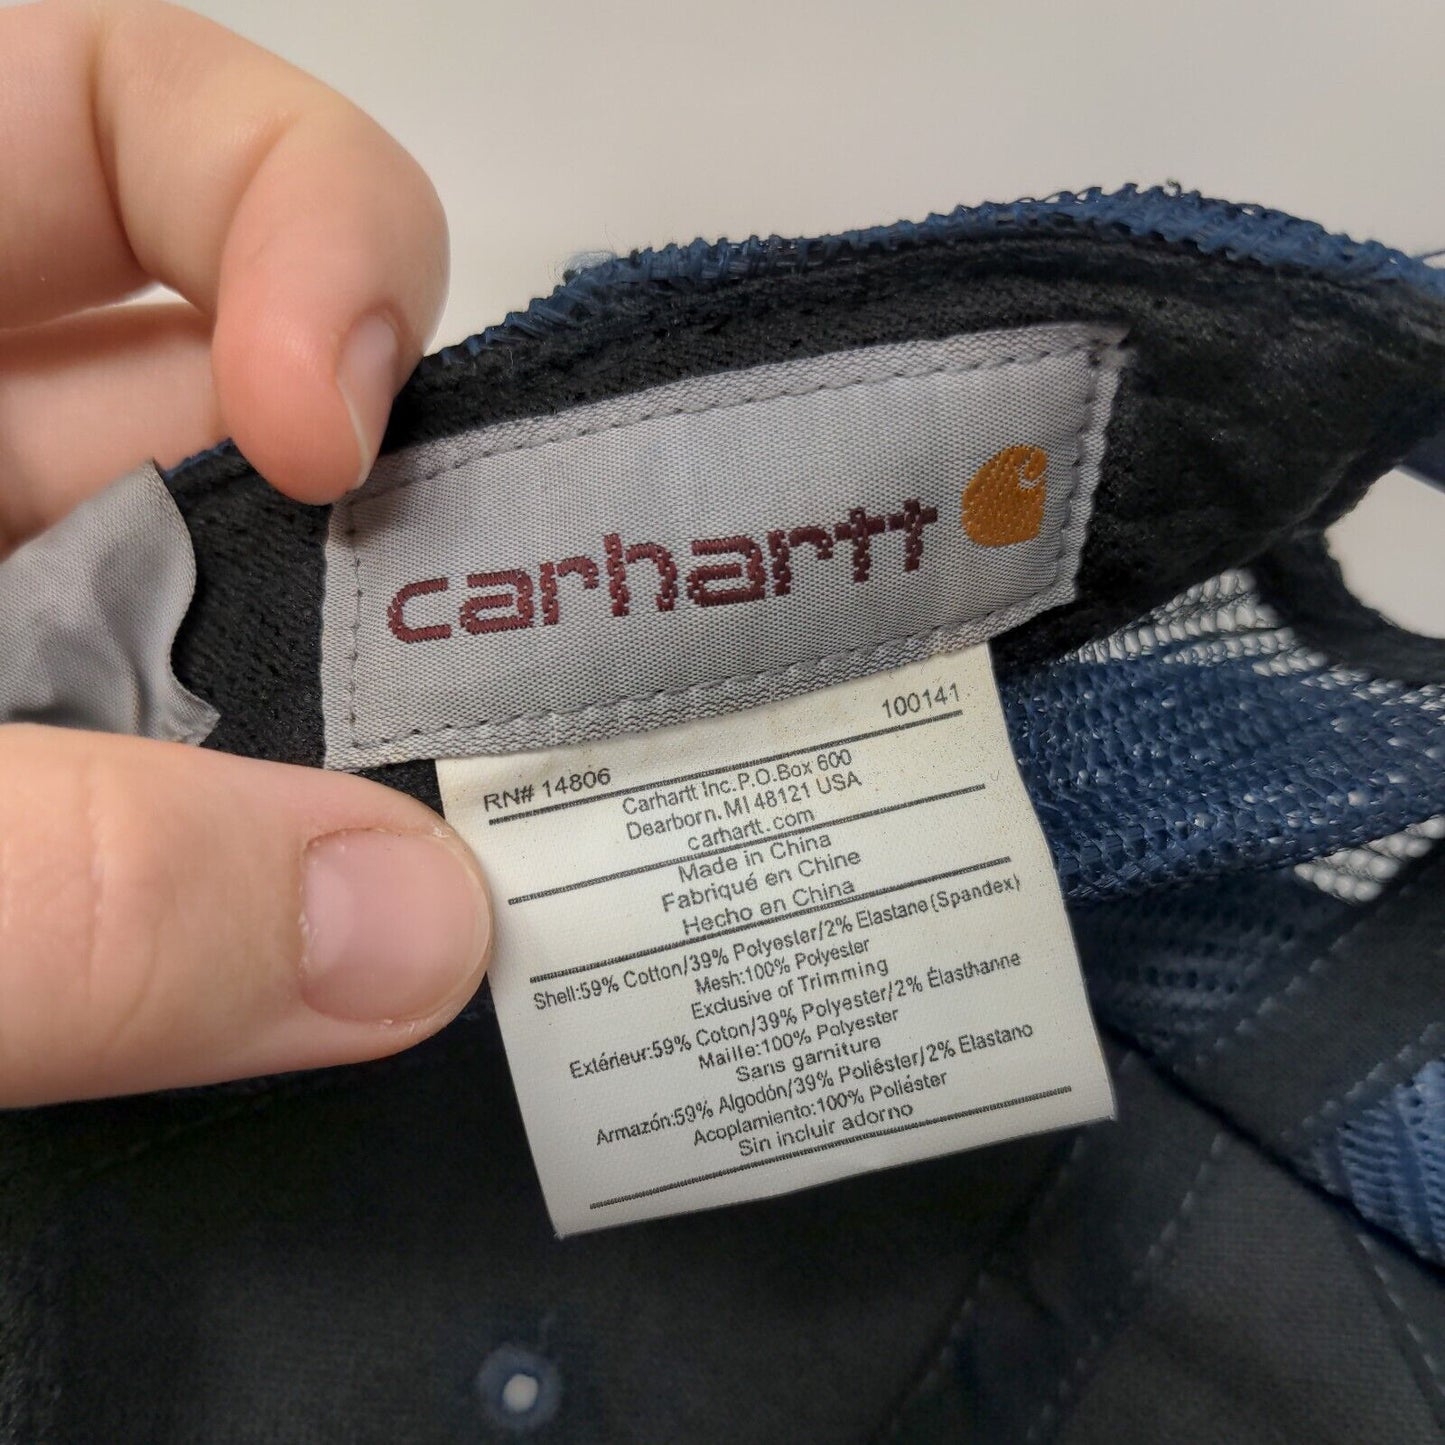 carhartt
RN# 14806
100141
Carhartt Inc.P.O.Box 600
Dearborn.MI 48121 USA
carhartt.com
Made in China
Fabriqué en Chine
Hecho en China
Shell:59% Cotton/39% Polyester/2% Elastane(Spandex)
Mesh:100% Polyester
Exclusive of Trimming
Extérieur:59% Coton/39% Polyester/2% Élasthanne
Maille:100% Polyester
Sans garniture
Armazón:59% Algodón/39% Poliéster/2% Elastano
Acoplamiento:100% Poliéster
Sin incluir adorno